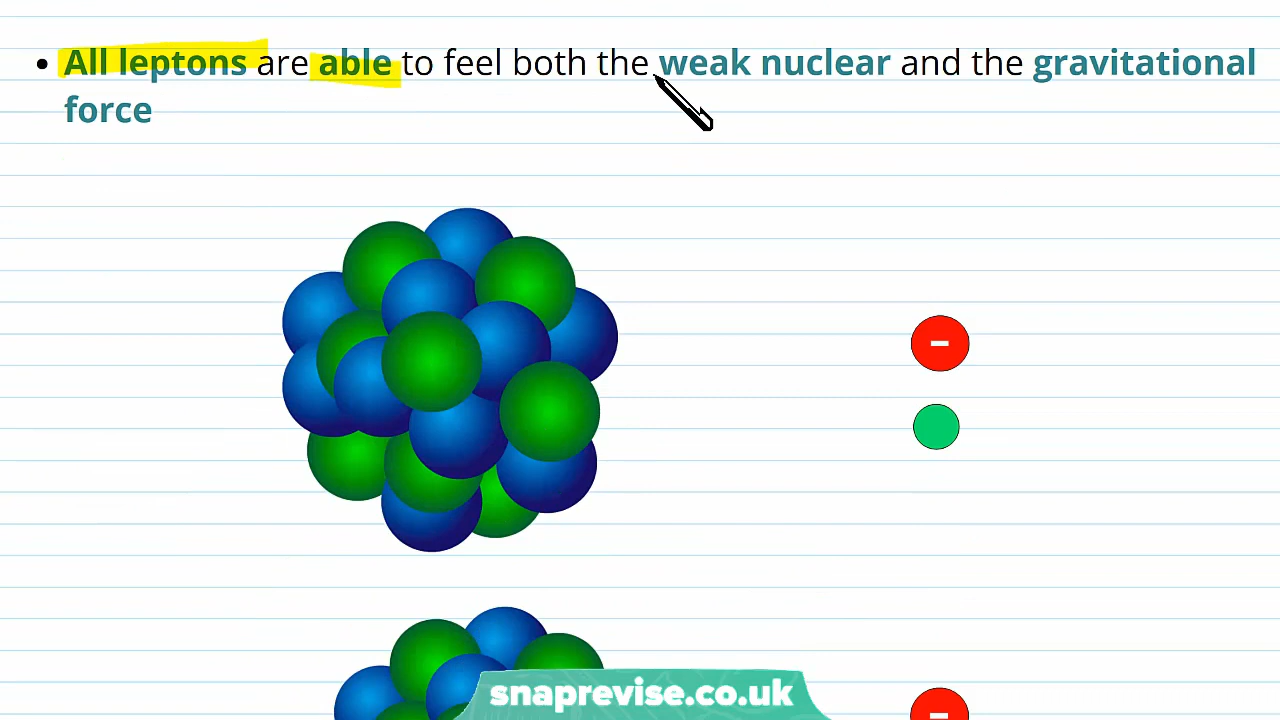 • All leptons are able to feel both the weak nuclear and the gravitational
force
−
−
snaprevise.co.uk